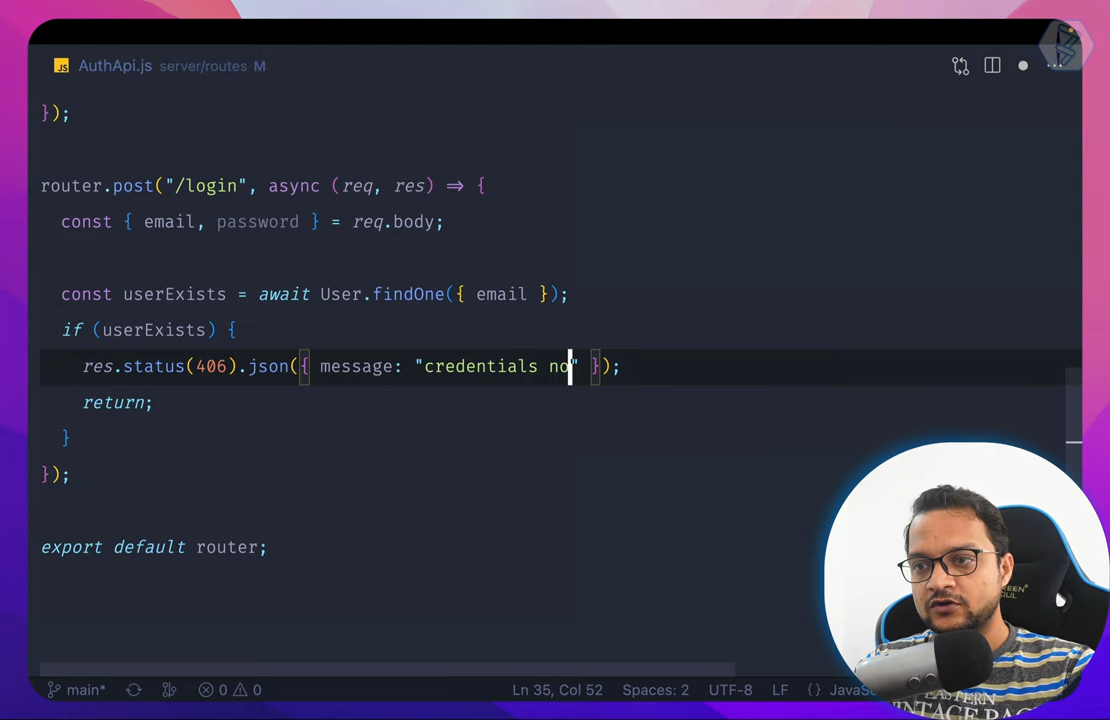 AuthApi.js server/routes M
});
router.post("/login", async (req, res) => {
const { email, password } = req.body;
const userExists = await User.findOne({ email });
if (userExists) {
res.status(406).json({ message: "credentials no" });
return;
}
});
export default router;
main* 0 0 Ln 35, Col 52 Spaces: 2 UTF-8 LF {}
EASTERN
VINTAGE